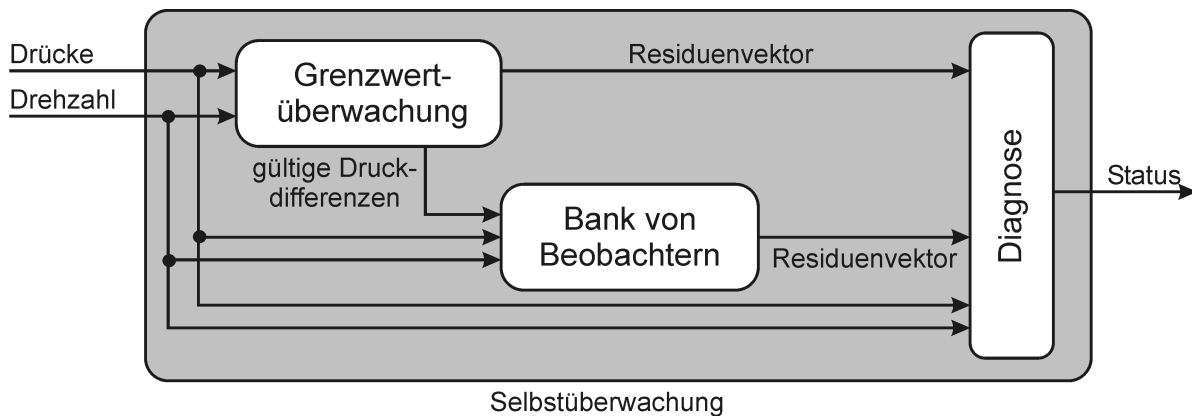 Drücke
Drehzahl
Grenzwert-
überwachung
Residuenvektor
gültige Druck-
differenzen
Bank von
Beobachtern
Residuenvektor
Diagnose
Status
Selbstüberwachung